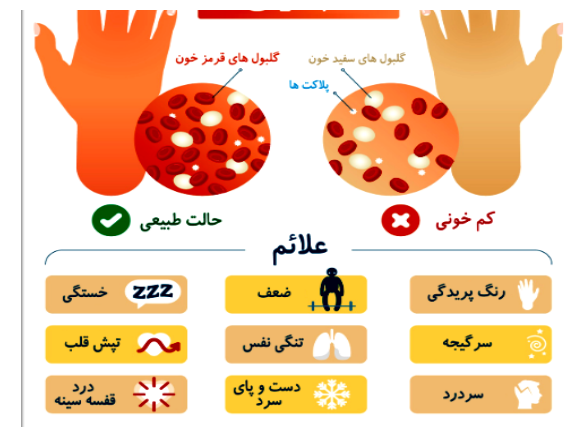 گلبول های سفید خون
گلبول های قرمز خون
پلاکت ها
کم خونی
حالت طبیعی
علائم
رنگ پریدگی
ضعف
خستگی
zzz
سرگیجه
تنگی نفس
تپش قلب
سردرد
دست و پای
سرد
درد
قفسه سینه